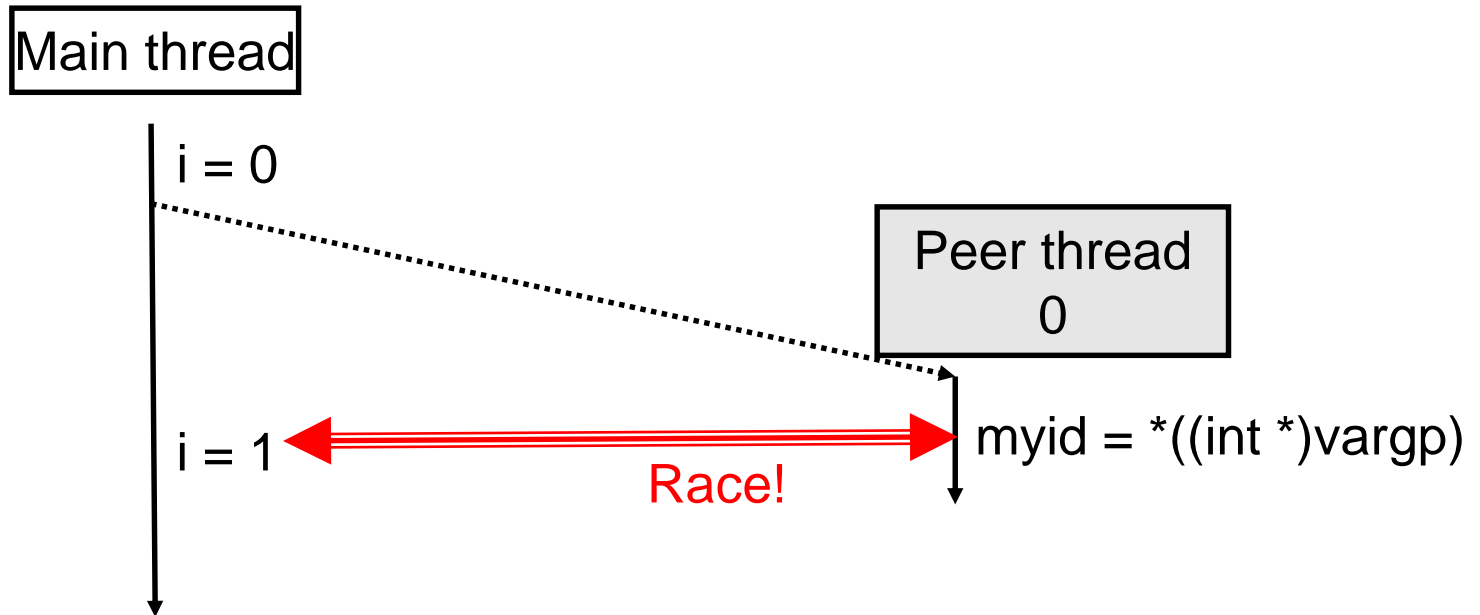 Main thread
i = 0
Peer thread
0
i = 1
myid = *((int *)vargp)
Race!